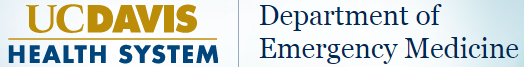 UCDAVIS
HEALTH SYSTEM
Department of
Emergency Medicine